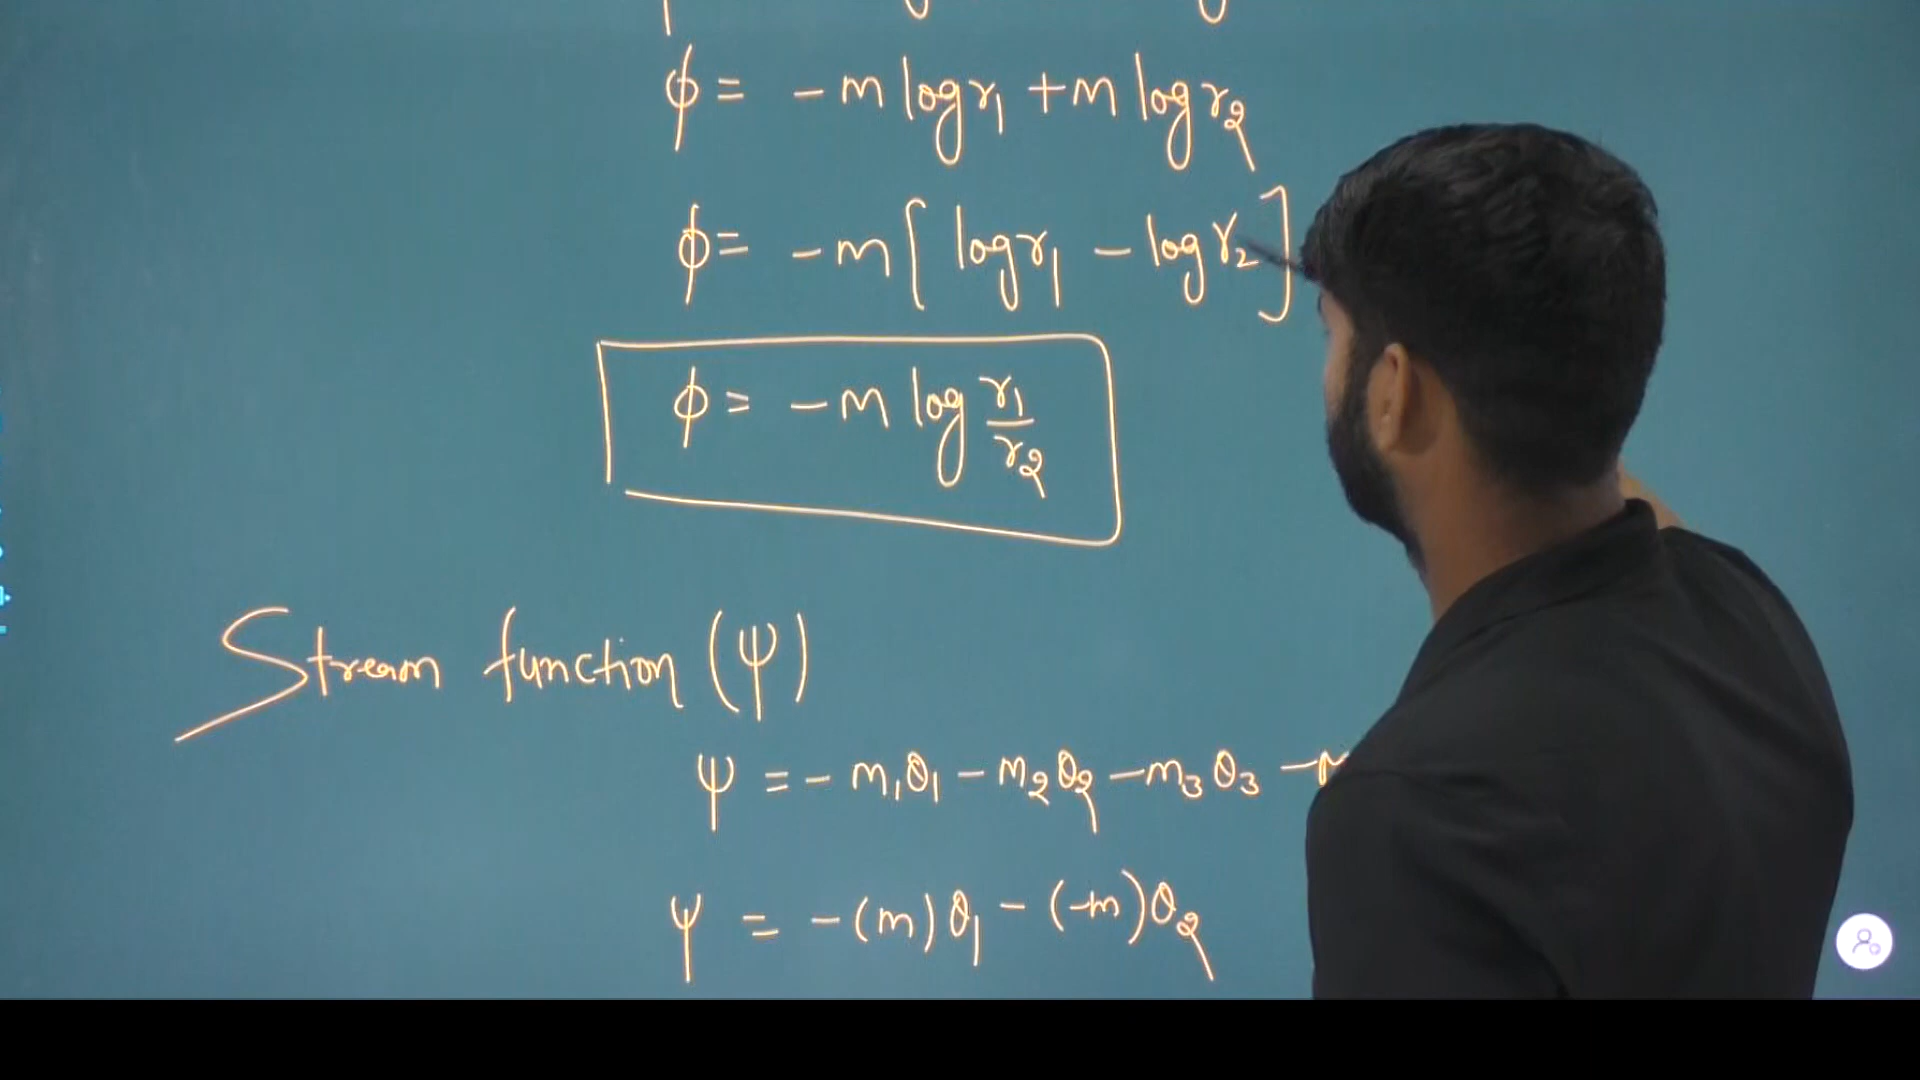 ϕ = - m log r₁ + m log r₂
ϕ = - m [ log r₁ - log r₂ ]
ϕ = - m log r₁/r₂
Stream function (ψ)
ψ = - m₁θ₁ - m₂θ₂ - m₃θ₃ -
ψ = - (m) θ₁ - (-m) θ₂